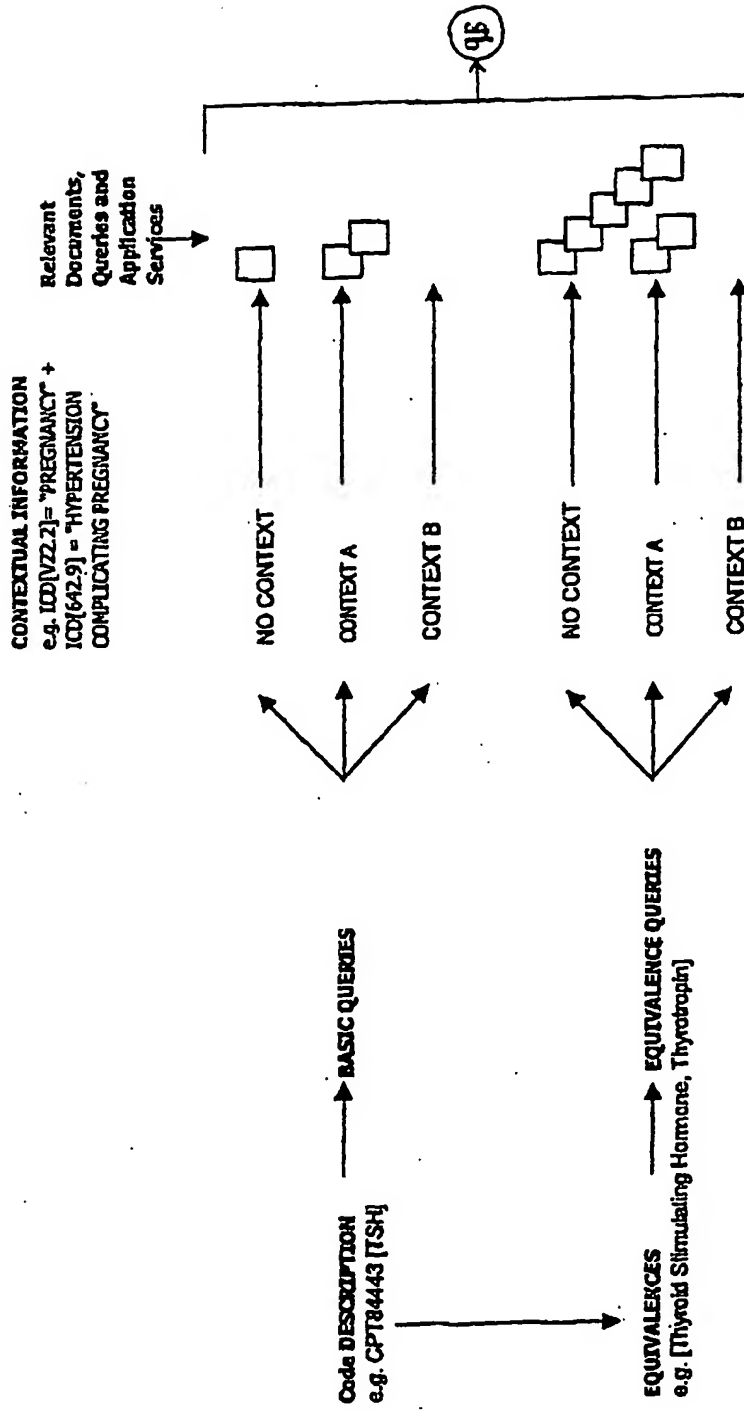 CONTEXTUAL INFORMATION
e.g. ICD[V22.2]= "PREGNANCY" +
ICD[642.9] = "HYPERTENSION
COMPLICATING PREGNANCY"
Relevant
Documents,
Queries and
Application
Services
Code DESCRIPTION
e.g. CPT84443 [TSH]
BASIC QUERIES
NO CONTEXT
CONTEXT A
CONTEXT B
9b
EQUIVALENCES
e.g. [Thyroid Stimulating Hormone, Thyrotropin]
EQUIVALENCE QUERIES
NO CONTEXT
CONTEXT A
CONTEXT B